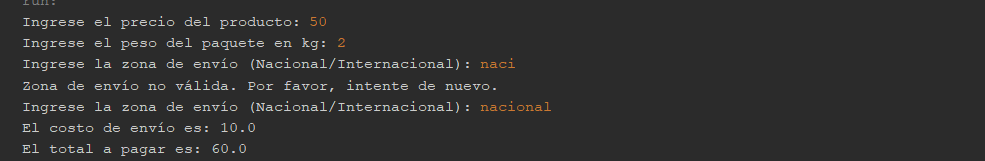 run:
Ingrese el precio del producto: 50
Ingrese el peso del paquete en kg: 2
Ingrese la zona de envío (Nacional/Internacional): naci
Zona de envío no válida. Por favor, intente de nuevo.
Ingrese la zona de envío (Nacional/Internacional): nacional
El costo de envío es: 10.0
El total a pagar es: 60.0